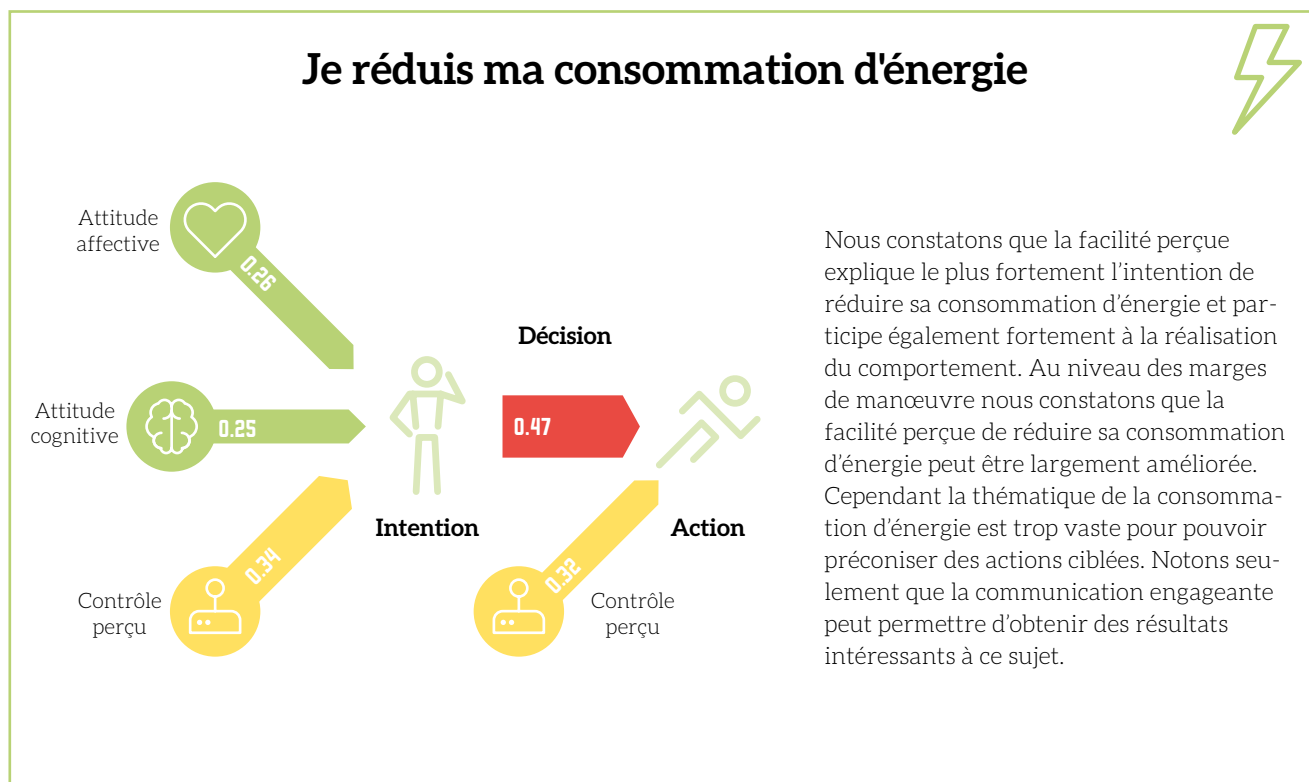 Je réduis ma consommation d'énergie
Attitude
affective
0.26
Attitude
cognitive
0.25
Contrôle
perçu
0.34
Intention
Décision
0.47
Action
0.32
Contrôle
perçu
Nous constatons que la facilité perçue
explique le plus fortement l’intention de
réduire sa consommation d’énergie et par-
ticipe également fortement à la réalisation
du comportement. Au niveau des marges
de manœuvre nous constatons que la
facilité perçue de réduire sa consommation
d’énergie peut être largement améliorée.
Cependant la thématique de la consomma-
tion d’énergie est trop vaste pour pouvoir
préconiser des actions ciblées. Notons seu-
lement que la communication engageante
peut permettre d’obtenir des résultats
intéressants à ce sujet.